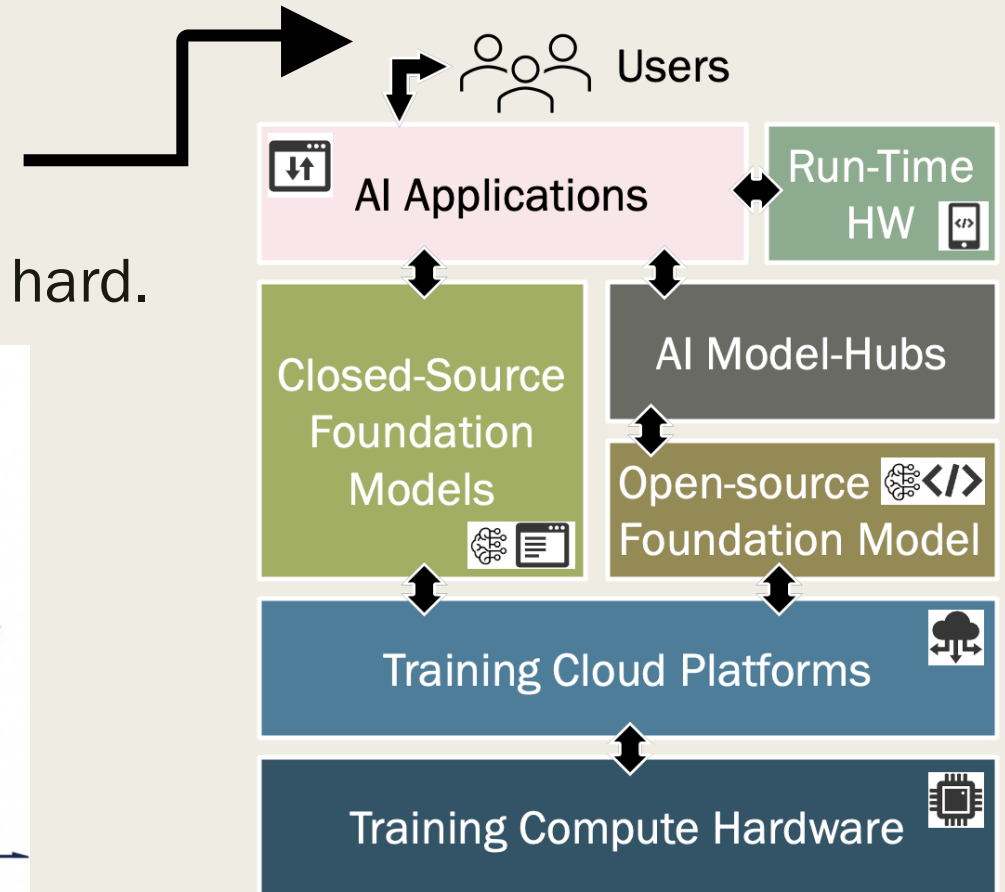 Users
AI Applications
Run-Time
HW
hard.
Closed-Source
Foundation
Models
AI Model-Hubs
Open-source
Foundation Model
Training Cloud Platforms
Training Compute Hardware